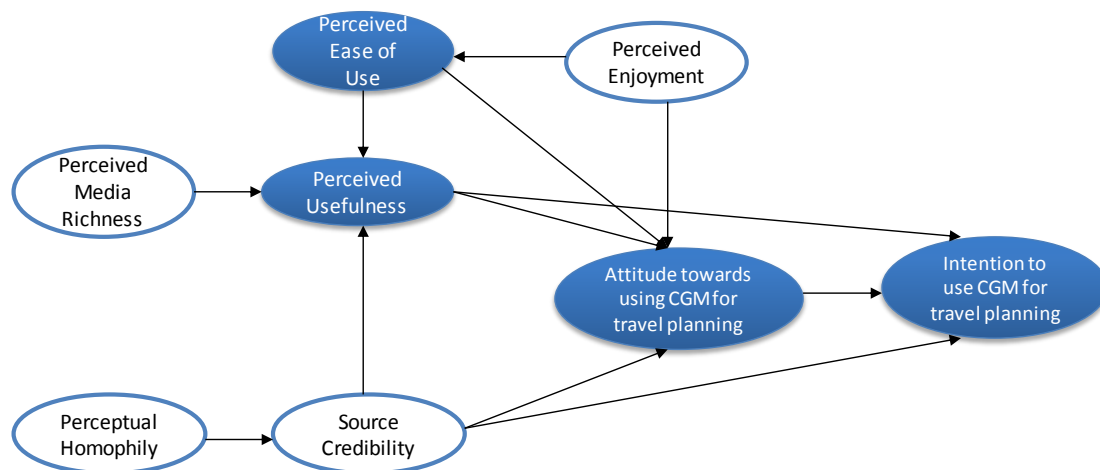 Perceived
Ease of
Use
Perceived
Enjoyment
Perceived
Media
Richness
Perceived
Usefulness
Attitude towards
using CGM for
travel planning
Intention to
use CGM for
travel planning
Perceptual
Homophily
Source
Credibility